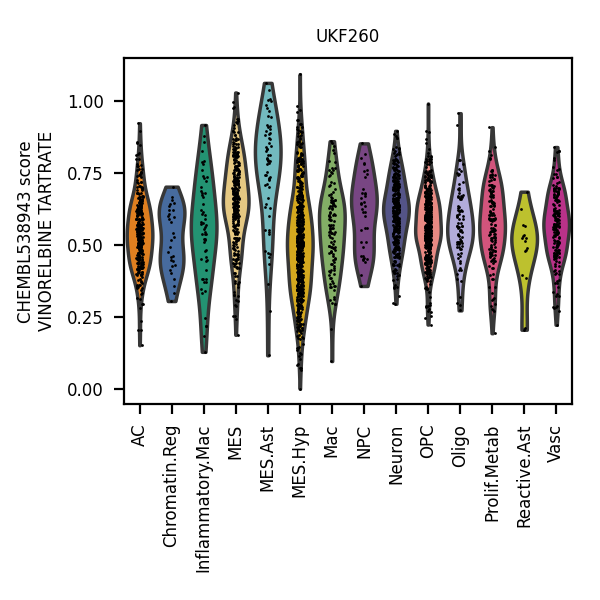 UKF260
CHEMBL538943 score
VINORELBINE TARTRATE
1.00
0.75
0.50
0.25
0.00
AC
Chromatin.Reg
Inflammatory.Mac
MES
MES.Ast
MES.Hyp
Mac
NPC
Neuron
OPC
Oligo
Prolif.Metab
Reactive.Ast
Vasc